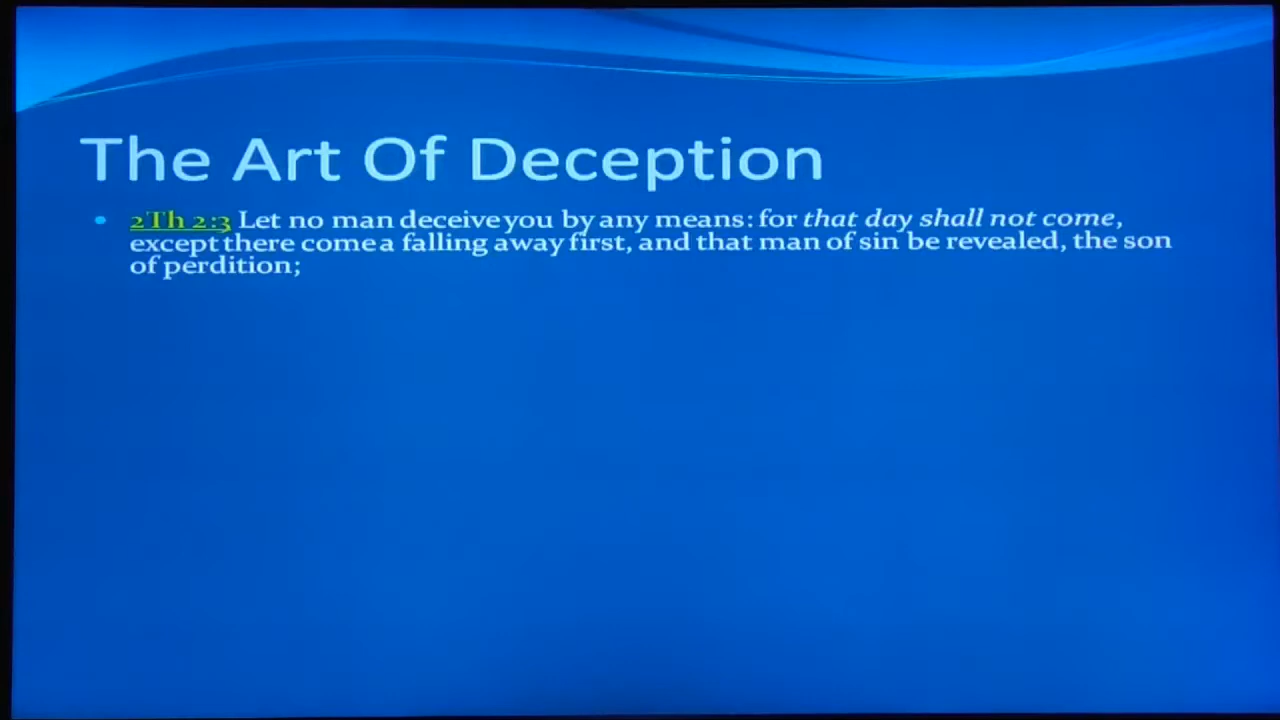 The Art Of Deception
2Th 2:3 Let no man deceive you by any means: for that day shall not come,
except there come a falling away first, and that man of sin be revealed, the son
of perdition;